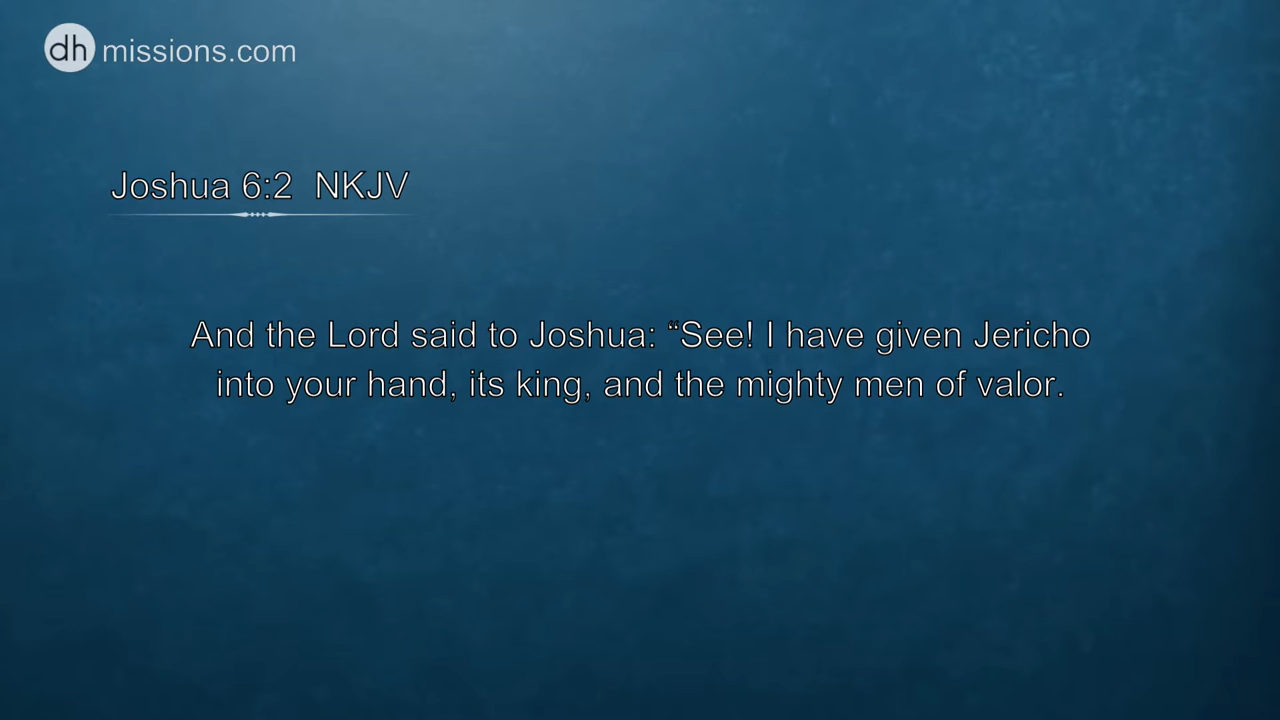 dh missions.com
Joshua 6:2 NKJV
And the Lord said to Joshua: “See! I have given Jericho
into your hand, its king, and the mighty men of valor.